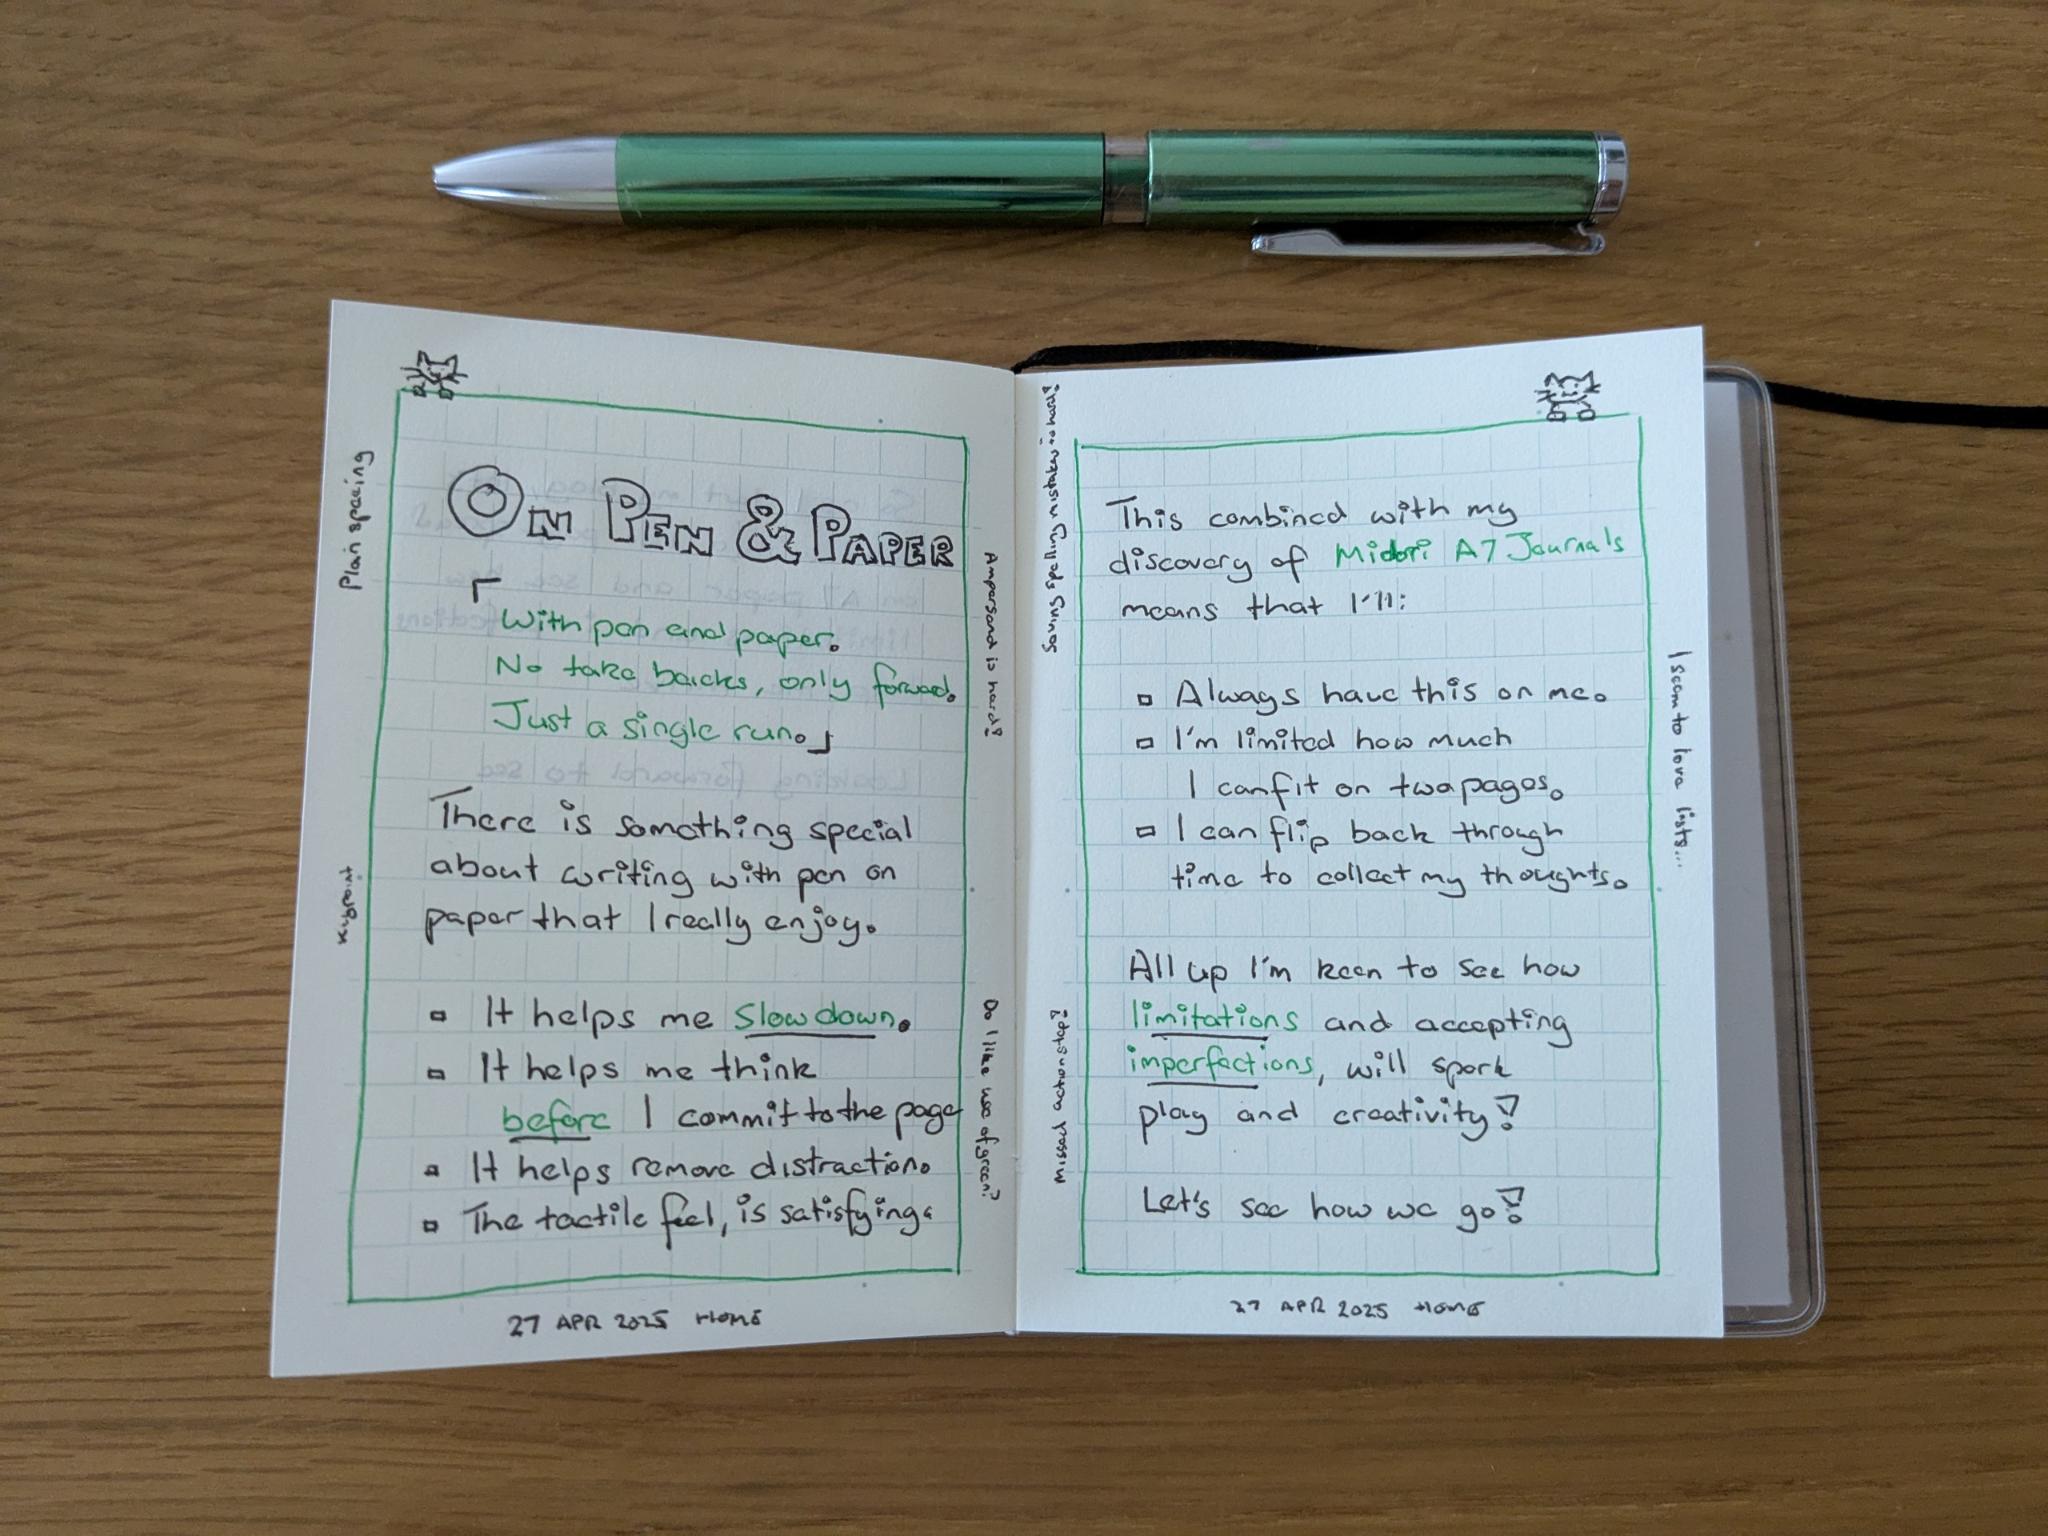 Plan spacing
ON PEN & PAPER
「
With pen and paper.
No take backs, only forward.
Just a single run.」
There is something special
about writing with pen on
paper that I really enjoy.
▫ It helps me slow down.
▫ It helps me think
before I commit to the page
▫ It helps remove distraction.
▫ The tactile feel, is satisfying.
27 APR 2025 HOME
Ampersand is hard!
Do I like use of green?
Saving spelling mistakes is hard!
Missed action stop?
This combined with my
discovery of Midori A7 Journals
means that I'll:
▫ Always have this on me.
▫ I'm limited how much
I can fit on two pages.
▫ I can flip back through
time to collect my thoughts.
All up I'm keen to see how
limitations and accepting
imperfections, will spork
play and creativity!
Let's see how we go!
27 APR 2025 HOME
I seem to love lists...